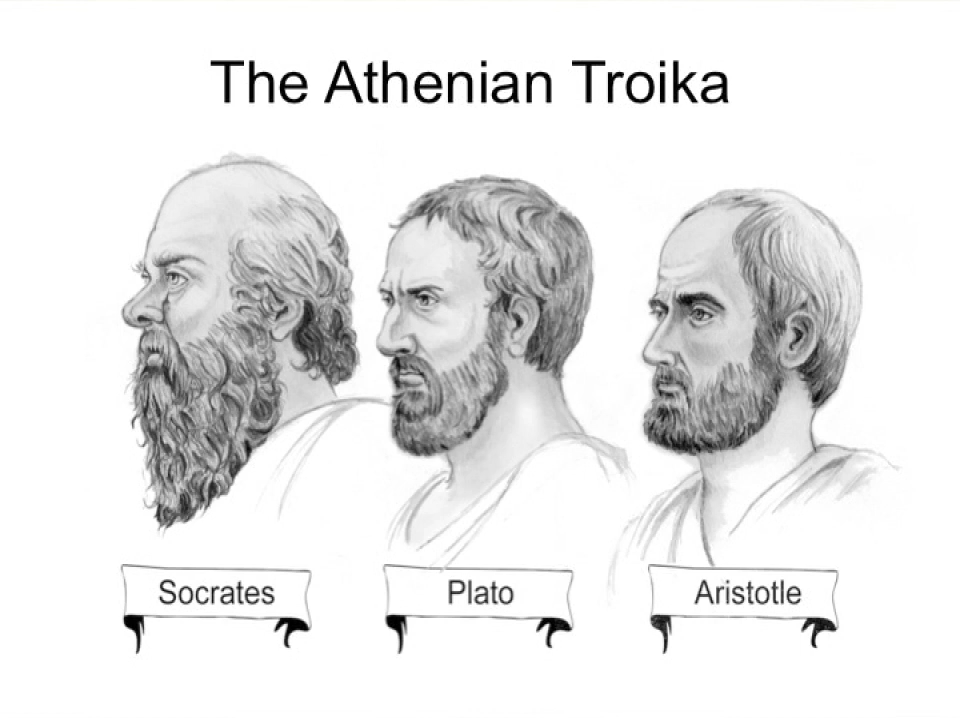 The Athenian Troika
Socrates
Plato
Aristotle